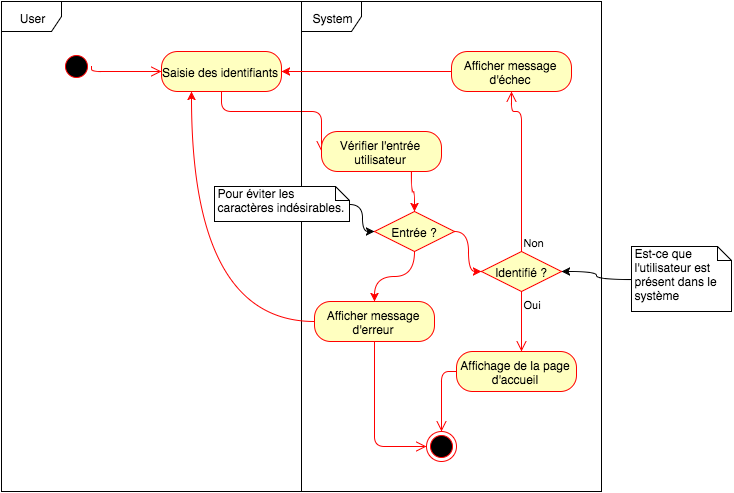 User
System
Saisie des identifiants
Afficher message
d'échec
Vérifier l'entrée
utilisateur
Pour éviter les
caractères indésirables.
Entrée ?
Non
Identifié ?
Est-ce que
l'utilisateur est
présent dans le
système
Oui
Afficher message
d'erreur
Affichage de la page
d'accueil